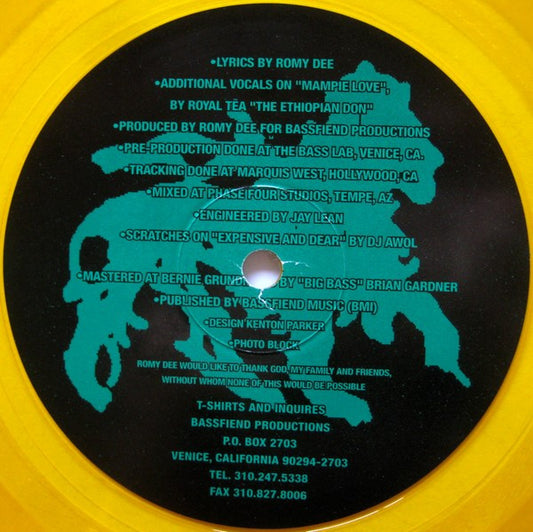 •LYRICS BY ROMY DEE
•ADDITIONAL VOCALS ON "MAMPIE LOVE",
BY ROYAL TEA "THE ETHIOPIAN DON"
•PRODUCED BY ROMY DEE FOR BASSFIEND PRODUCTIONS
•PRE-PRODUCTION DONE AT THE BASS LAB, VENICE, CA.
•TRACKING DONE AT MARQUIS WEST, HOLLYWOOD, CA
•MIXED AT PHASE FOUR STUDIOS, TEMPE, AZ
•ENGINEERED BY JAY LEAN
•SCRATCHES ON "EXPENSIVE AND DEAR" BY DJ AWOL
•MASTERED AT BERNIE BY "BIG BASS" BRIAN GARDNER
•PUBLISHED BY BASSFIEND MUSIC (BMI)
•DESIGN KENTON PARKER
•PHOTO BLOCK
ROMY DEE WOULD LIKE TO THANK GOD, MY FAMILY AND FRIENDS,
WITHOUT WHOM NONE OF THIS WOULD BE POSSIBLE
T-SHIRTS AND INQUIRES
BASSFIEND PRODUCTIONS
P.O. BOX 2703
VENICE, CALIFORNIA 90294-2703
TEL. 310.247.5338
FAX 310.827.8006